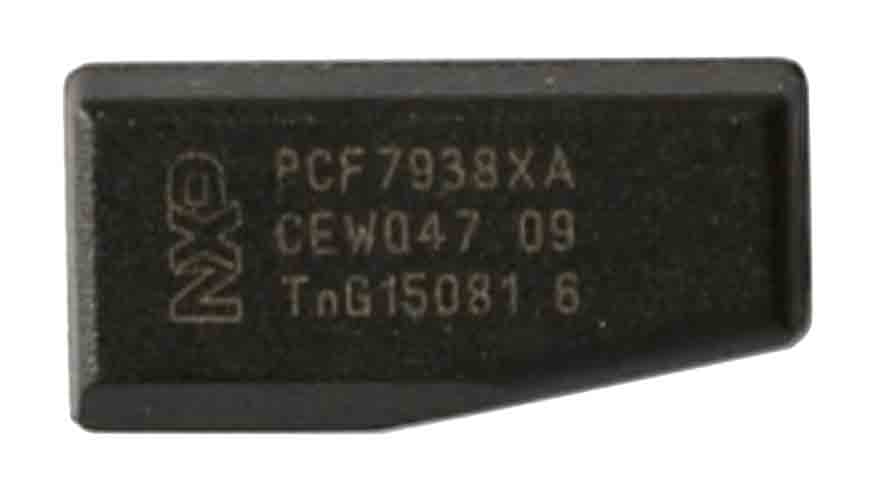 NXP
PCF7938XA
CEW047 09
TnG15081 6